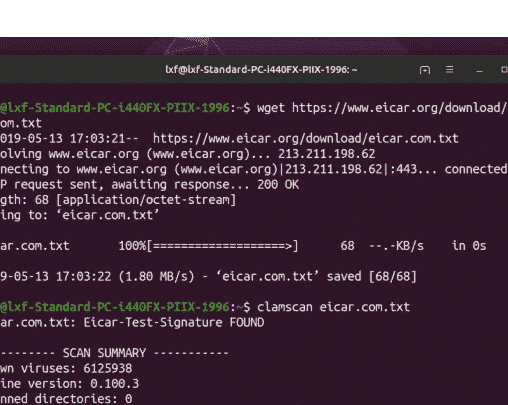 lxf@lxf-Standard-PC-i440FX-PIIX-1996: ~
@lxf-Standard-PC-i440FX-PIIX-1996:~$ wget https://www.eicar.org/download/
om.txt
019-05-13 17:03:21--  https://www.eicar.org/download/eicar.com.txt
olving www.eicar.org (www.eicar.org)... 213.211.198.62
necting to www.eicar.org (www.eicar.org)|213.211.198.62|:443... connected
P request sent, awaiting response... 200 OK
gth: 68 [application/octet-stream]
ing to: ‘eicar.com.txt’
ar.com.txt       100%[===================>]      68  --.-KB/s    in 0s
9-05-13 17:03:22 (1.80 MB/s) - ‘eicar.com.txt’ saved [68/68]
@lxf-Standard-PC-i440FX-PIIX-1996:~$ clamscan eicar.com.txt
ar.com.txt: Eicar-Test-Signature FOUND
-------- SCAN SUMMARY -----------
wn viruses: 6125938
ine version: 0.100.3
nned directories: 0